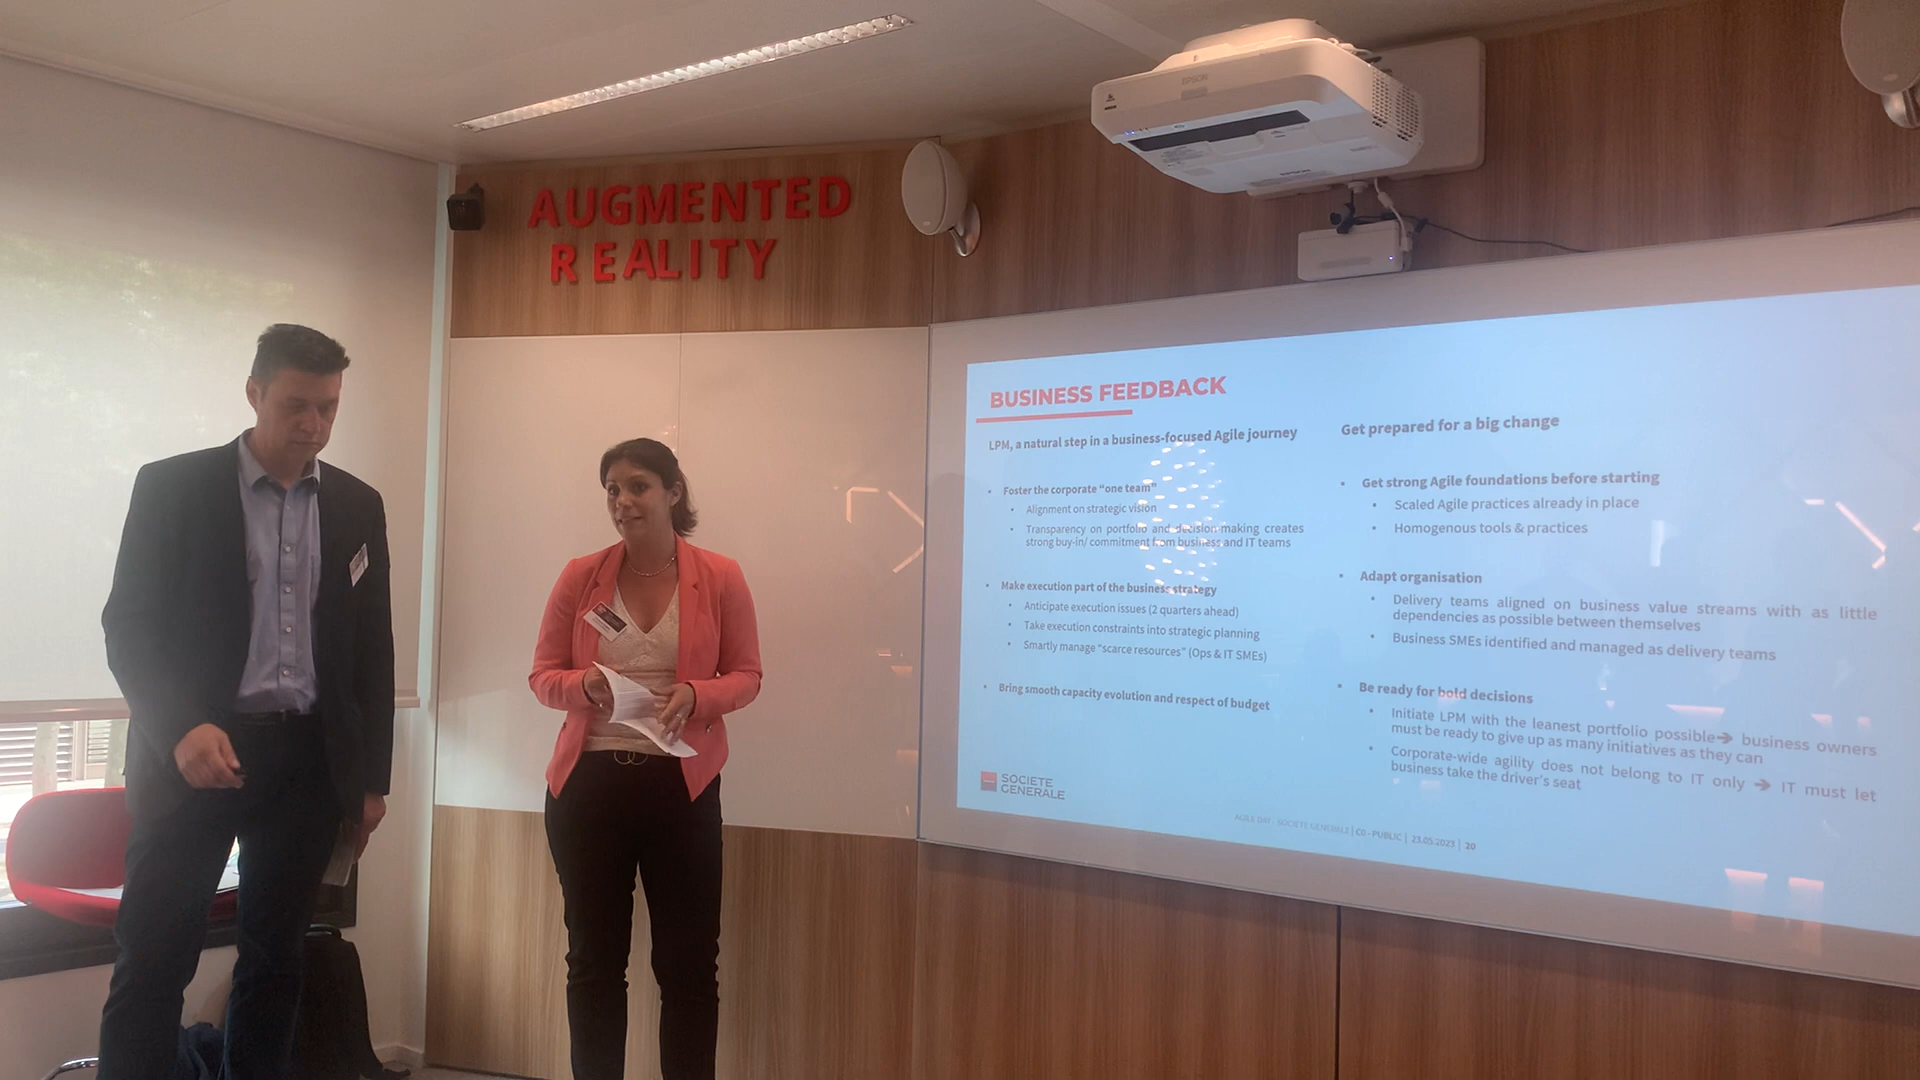 AUGMENTED
REALITY
EPSON
BUSINESS FEEDBACK
LPM, a natural step in a business-focused Agile journey
Foster the corporate “one team”
Alignment on strategic vision
Transparency on portfolio and decision-making creates
strong buy-in/ commitment from business and IT teams
Make execution part of the business strategy
Anticipate execution issues (2 quarters ahead)
Take execution constraints into strategic planning
Smartly manage “scarce resources” (Ops & IT SMEs)
Bring smooth capacity evolution and respect of budget
Get prepared for a big change
Get strong Agile foundations before starting
Scaled Agile practices already in place
Homogenous tools & practices
Adapt organisation
Delivery teams aligned on business value streams with as little
dependencies as possible between themselves
Business SMEs identified and managed as delivery teams
Be ready for bold decisions
Initiate LPM with the leanest portfolio possible➔ business owners
must be ready to give up as many initiatives as they can
Corporate-wide agility does not belong to IT only ➔ IT must let
business take the driver's seat
SOCIETE
GENERALE
AGILE DAY - SOCIETE GENERALE | C0 - PUBLIC | 23.05.2023 | 20